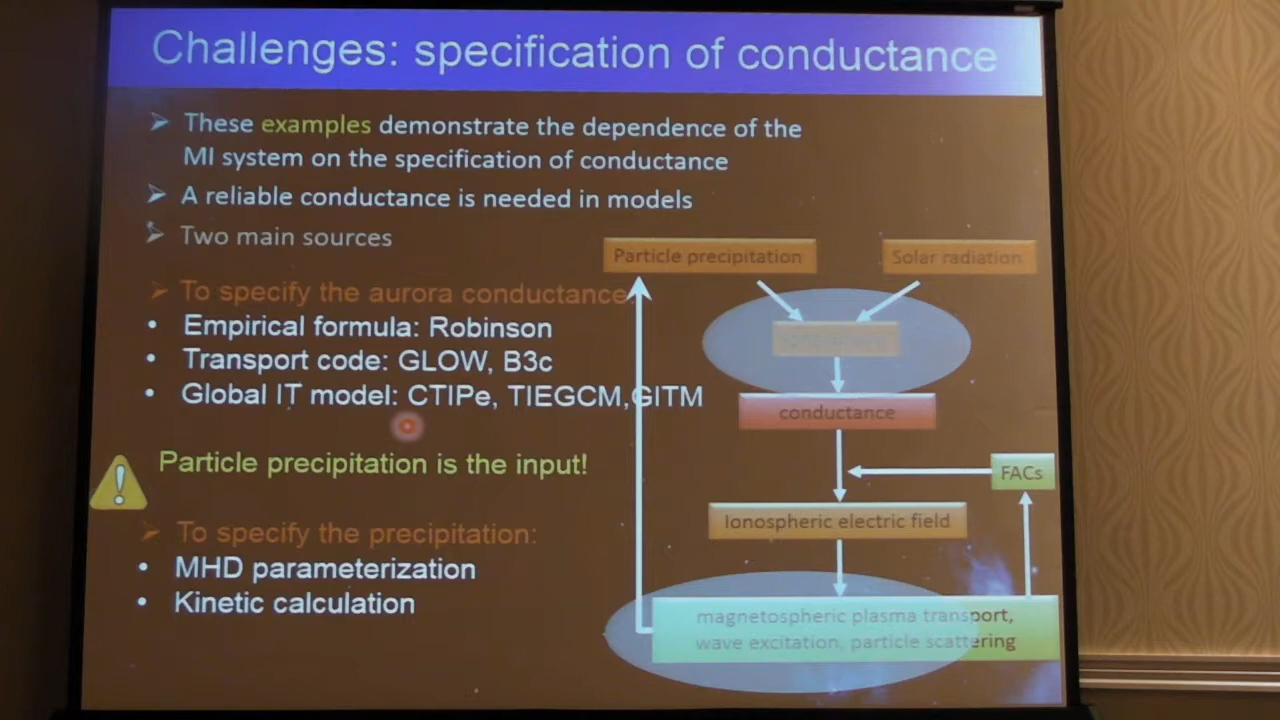 Challenges: specification of conductance
These examples demonstrate the dependence of the
MI system on the specification of conductance
A reliable conductance is needed in models
Two main sources
Particle precipitation
Solar radiation
To specify the aurora conductance
Empirical formula: Robinson
Transport code: GLOW, B3c
Global IT model: CTIPe, TIEGCM,GITM
conductance
Particle precipitation is the input!
FACs
Ionospheric electric field
To specify the precipitation:
MHD parameterization
Kinetic calculation
magnetospheric plasma transport,
wave excitation, particle scattering